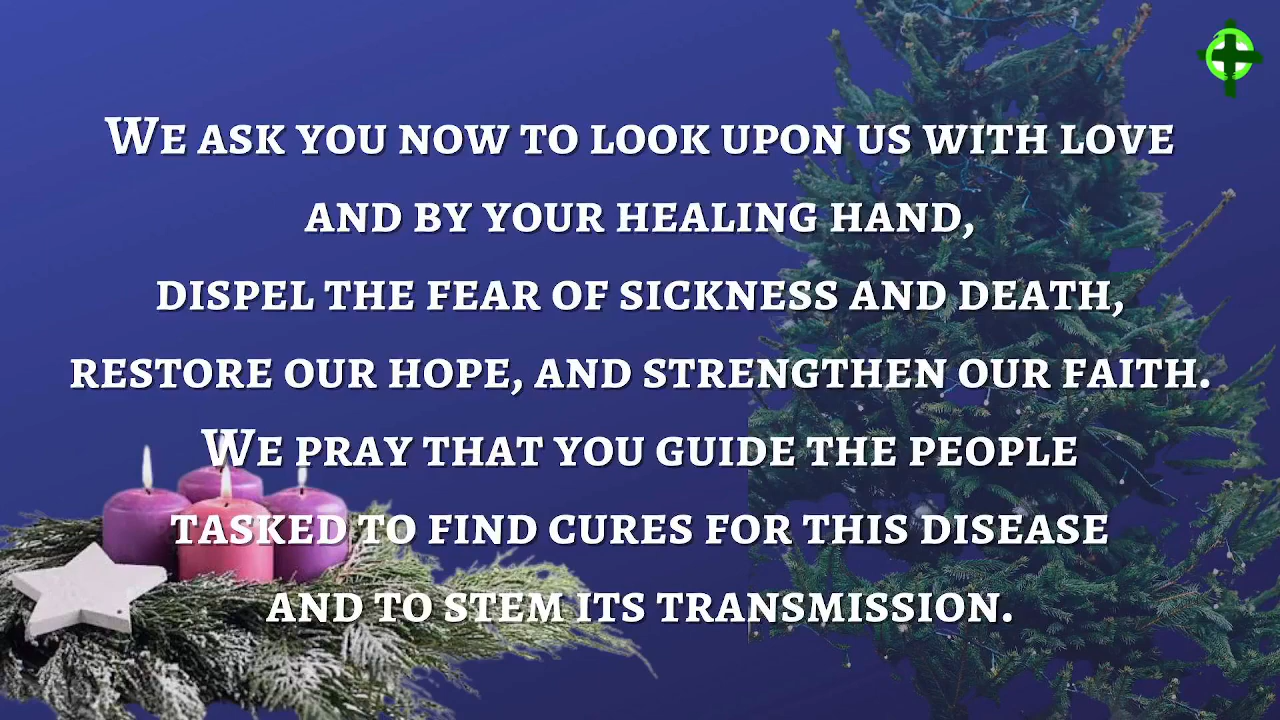 We ask you now to look upon us with love
and by your healing hand,
dispel the fear of sickness and death,
restore our hope, and strengthen our faith.
We pray that you guide the people
tasked to find cures for this disease
and to stem its transmission.